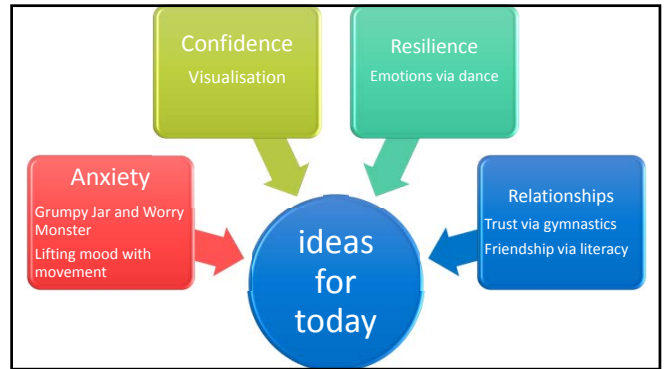 Confidence
Visualisation
Resilience
Emotions via dance
Anxiety
Grumpy Jar and Worry
Monster
Lifting mood with
movement
Relationships
Trust via gymnastics
Friendship via literacy
ideas
for
today